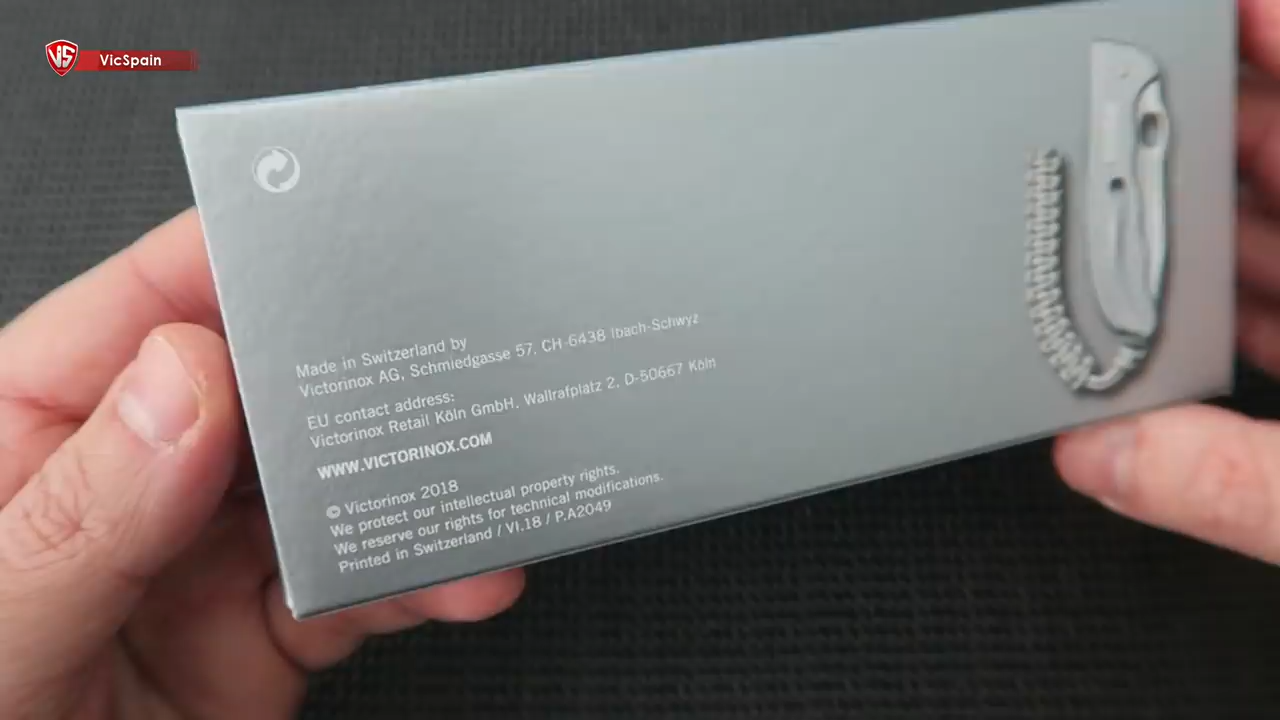 VS
VicSpain
Made in Switzerland by
Victorinox AG, Schmiedgasse 57, CH-6438 Ibach-Schwyz
EU contact address:
Victorinox Retail Köln GmbH, Wallrafplatz 2, D-50667 Köln
WWW.VICTORINOX.COM
© Victorinox 2018
We protect our intellectual property rights.
We reserve our rights for technical modifications.
Printed in Switzerland / VI.18 / P.A2049